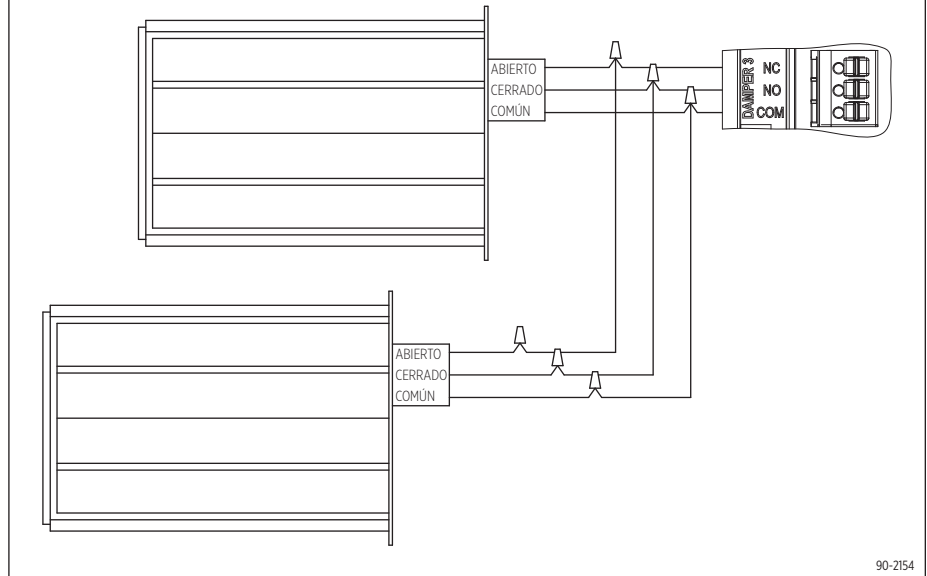 ABIERTO
CERRADO
COMÚN
DAMPER 3
NC
NO
COM
ABIERTO
CERRADO
COMÚN
90-2154